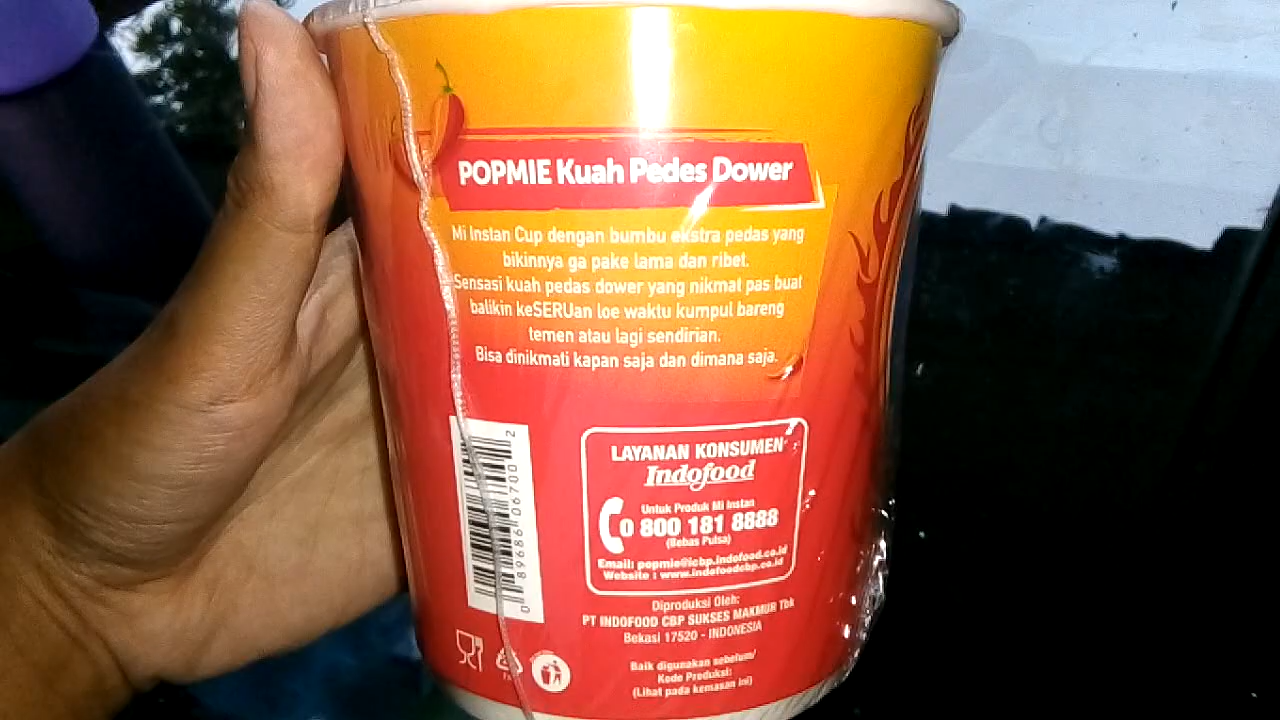 POPMIE Kuah Pedes Dower
Mi Instan Cup dengan bumbu ekstra pedas yang
bikinnya ga pake lama dan ribet.
Sensasi kuah pedas dower yang nikmat pas buat
balikin keSERUan loe waktu kumpul bareng
temen atau lagi sendirian.
Bisa dinikmati kapan saja dan dimana saja.
0 89686 06700 2
LAYANAN KONSUMEN
Indofood
Untuk Produk Mi Instan
0 800 181 8888
(Bebas Pulsa)
Email: popmie@icbp.indofood.co.id
Website : www.indofoodcbp.co.id
Diproduksi Oleh:
PT INDOFOOD CBP SUKSES MAKMUR Tbk
Bekasi 17520 - INDONESIA
Baik digunakan sebelum/
Kode Produksi:
(Lihat pada kemasan ini)